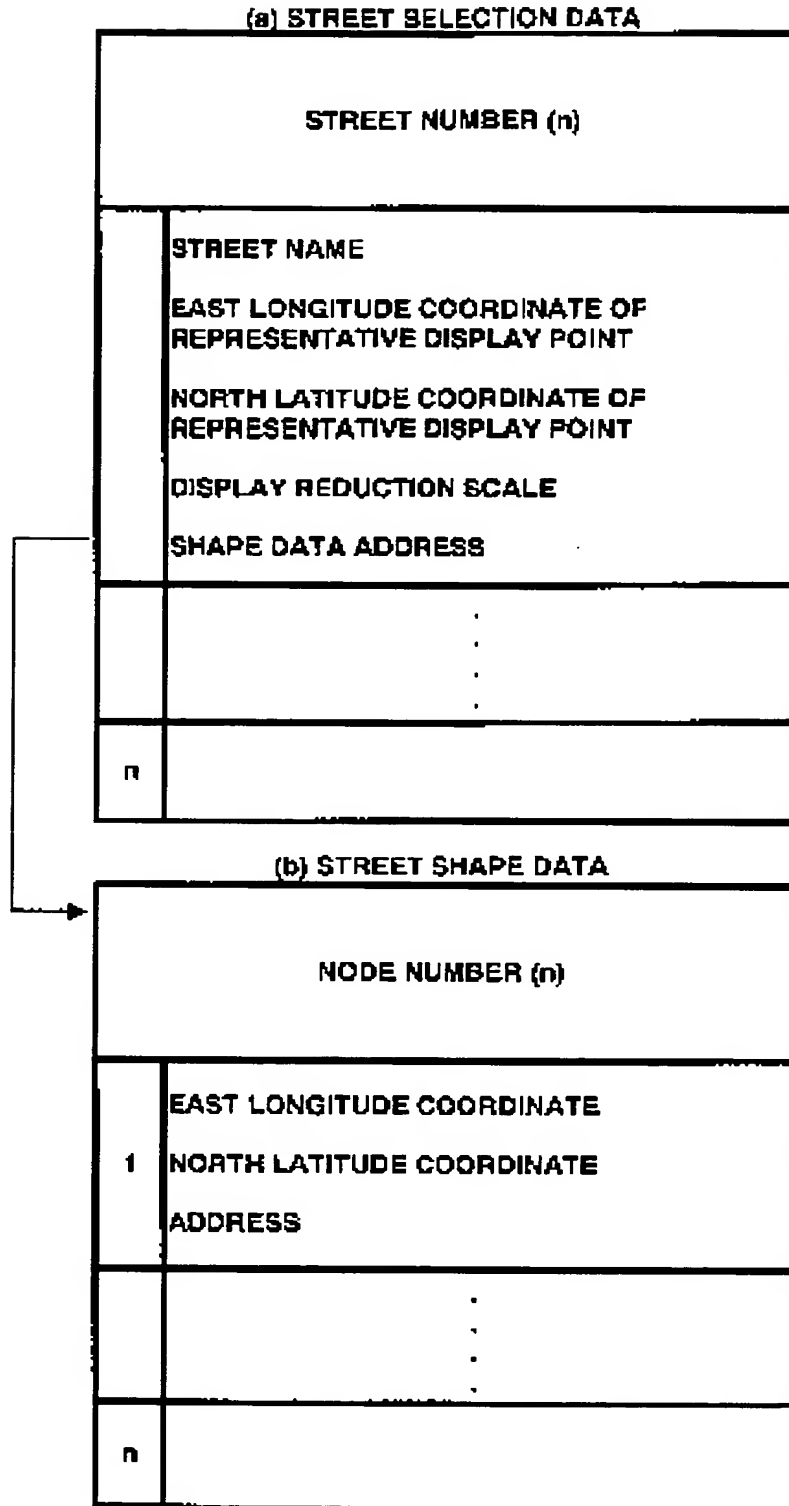 (a) STREET SELECTION DATA
STREET NUMBER (n)
STREET NAME
EAST LONGITUDE COORDINATE OF
REPRESENTATIVE DISPLAY POINT
NORTH LATITUDE COORDINATE OF
REPRESENTATIVE DISPLAY POINT
DISPLAY REDUCTION SCALE
SHAPE DATA ADDRESS
n
(b) STREET SHAPE DATA
NODE NUMBER (n)
EAST LONGITUDE COORDINATE
1 NORTH LATITUDE COORDINATE
ADDRESS
n